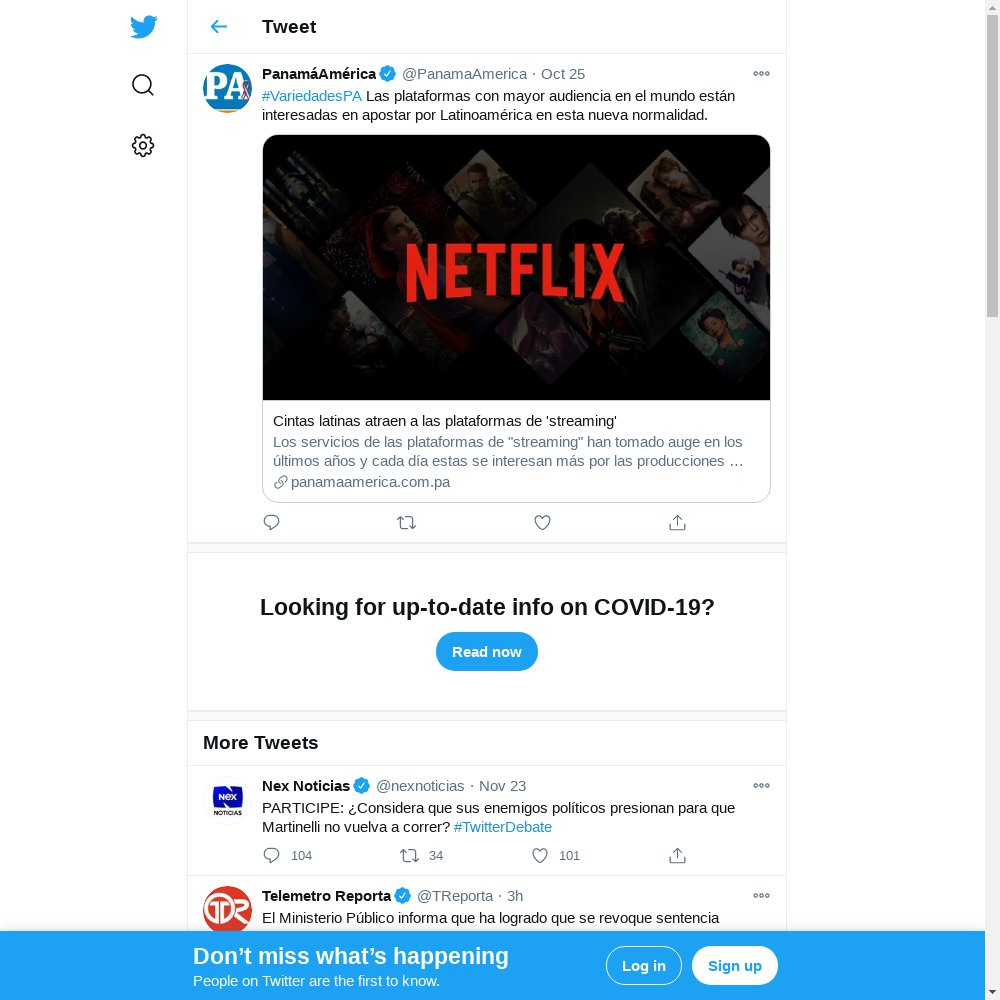 Tweet
PA
PanamáAmérica @PanamaAmerica · Oct 25
#VariedadesPA Las plataformas con mayor audiencia en el mundo están
interesadas en apostar por Latinoamérica en esta nueva normalidad.
NETFLIX
Cintas latinas atraen a las plataformas de 'streaming'
Los servicios de las plataformas de "streaming" han tomado auge en los
últimos años y cada día estas se interesan más por las producciones …
panamaamerica.com.pa
Looking for up-to-date info on COVID-19?
Read now
More Tweets
NEX
NOTICIAS
Nex Noticias @nexnoticias · Nov 23
PARTICIPE: ¿Considera que sus enemigos políticos presionan para que
Martinelli no vuelva a correr? #TwitterDebate
104 34 101
TDR
Telemetro Reporta @TReporta · 3h
El Ministerio Público informa que ha logrado que se revoque sentencia
Don’t miss what’s happening
People on Twitter are the first to know.
Log in
Sign up